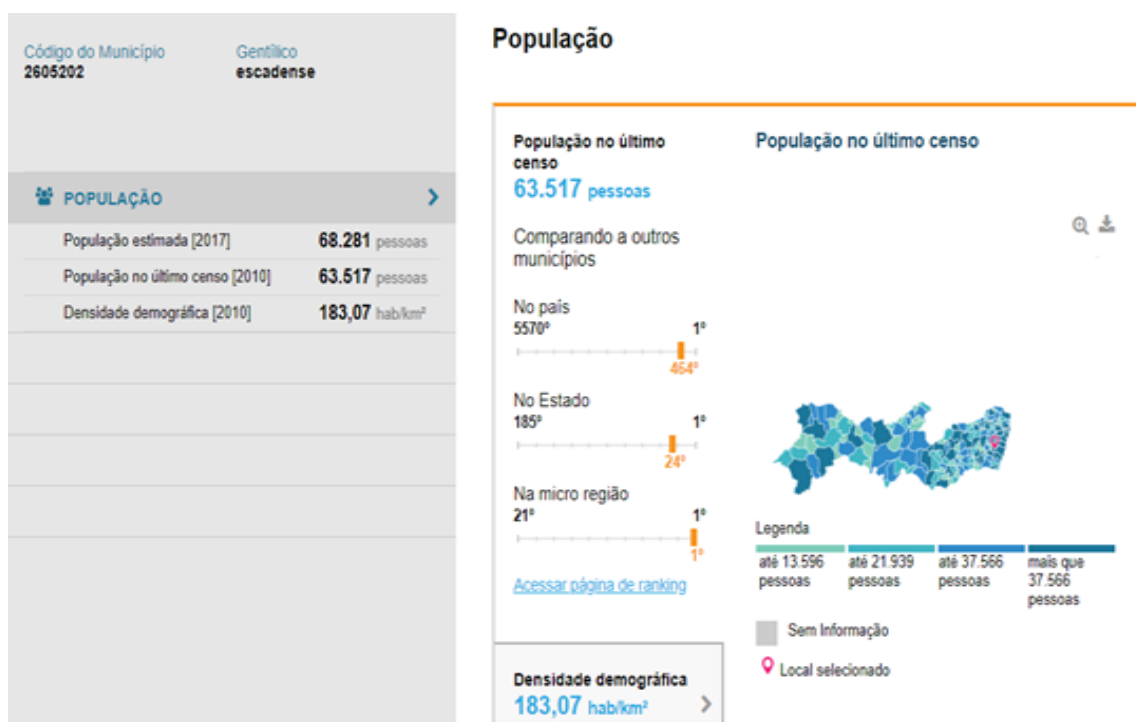 Código do Município
2605202
Gentílico
escadense
POPULAÇÃO
População estimada [2017] 68.281 pessoas
População no último censo [2010] 63.517 pessoas
Densidade demográfica [2010] 183,07 hab/km²
População
População no último
censo
63.517 pessoas
Comparando a outros
municípios
No país
5570º 1º
464º
No Estado
185º 1º
24º
Na micro região
21º 1º
1º
Acessar página de ranking
Densidade demográfica
183,07 hab/km²
População no último censo
Legenda
até 13.596
pessoas
até 21.939
pessoas
até 37.566
pessoas
mais que
37.566
pessoas
Sem Informação
Local selecionado